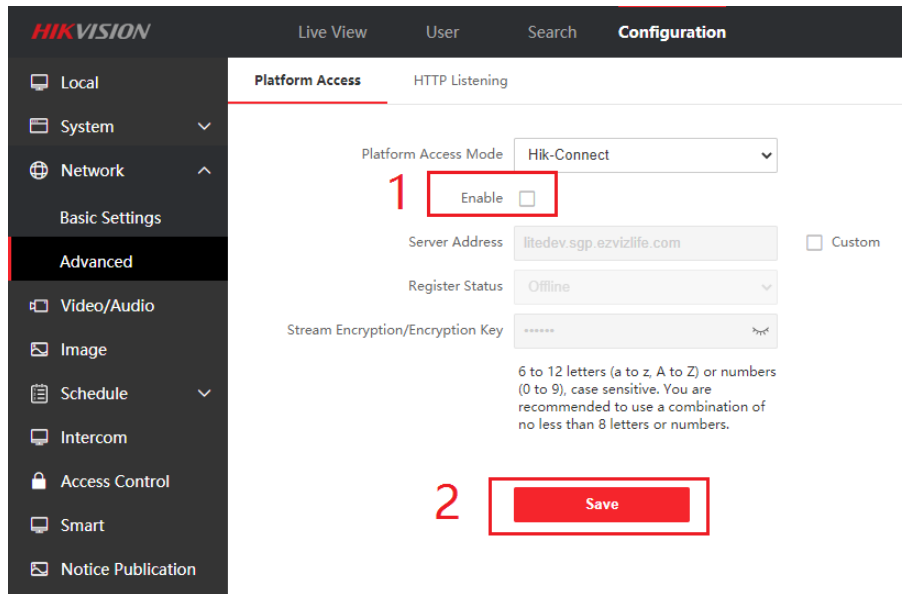 HIKVISION
Live View User Search Configuration
Local
System
Network
Basic Settings
Advanced
Video/Audio
Image
Schedule
Intercom
Access Control
Smart
Notice Publication
Platform Access HTTP Listening
Platform Access Mode Hik-Connect
1 Enable
Server Address litedev.sgp.ezvizlife.com Custom
Register Status Offline
Stream Encryption/Encryption Key ······
6 to 12 letters (a to z, A to Z) or numbers
(0 to 9), case sensitive. You are
recommended to use a combination of
no less than 8 letters or numbers.
2 Save